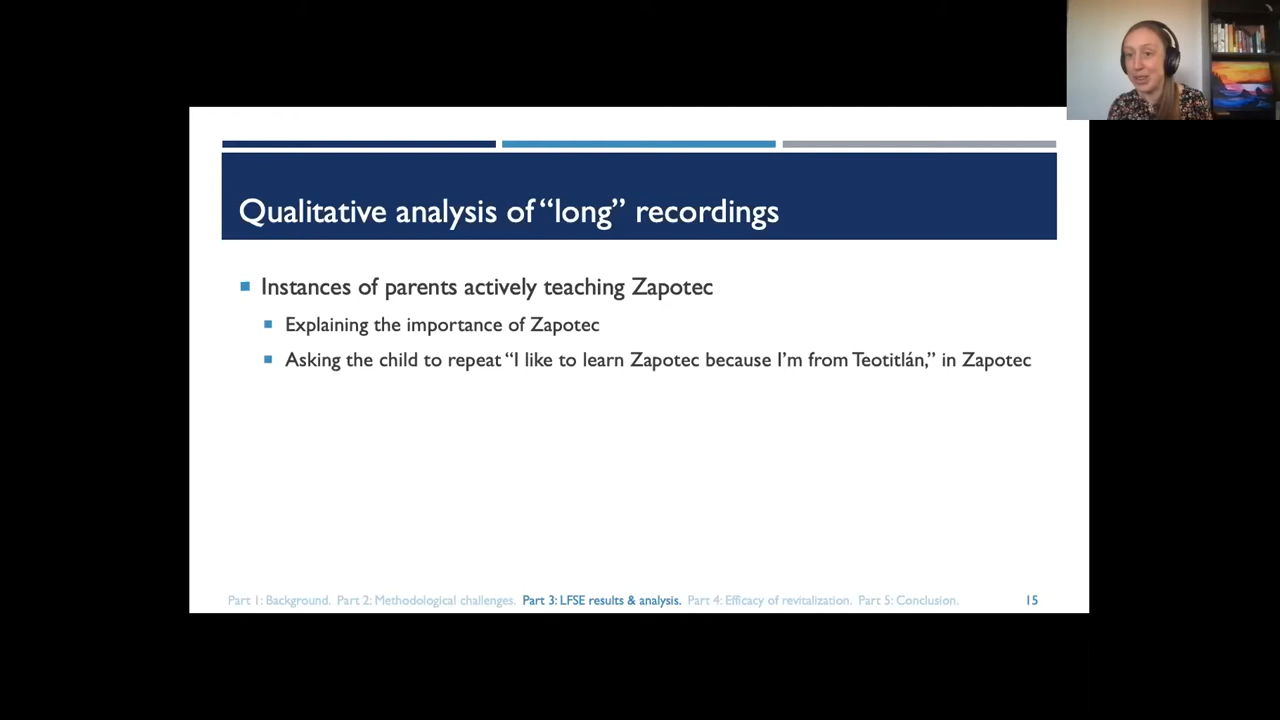 Qualitative analysis of “long” recordings
Instances of parents actively teaching Zapotec
Explaining the importance of Zapotec
Asking the child to repeat “I like to learn Zapotec because I’m from Teotitlán,” in Zapotec
Part 1: Background. Part 2: Methodological challenges. Part 3: LFSE results & analysis. Part 4: Efficacy of revitalization. Part 5: Conclusion. 15